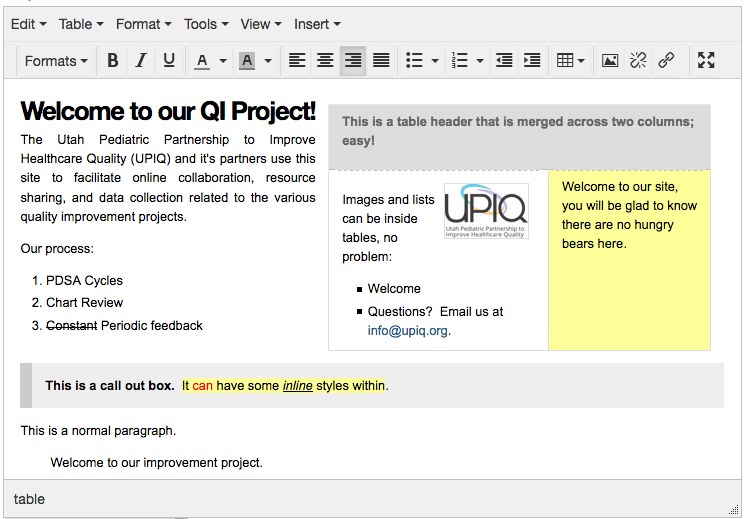 Edit Table Format Tools View Insert
Formats B I U A A
Welcome to our QI Project!
The Utah Pediatric Partnership to Improve
Healthcare Quality (UPIQ) and it's partners use this
site to facilitate online collaboration, resource
sharing, and data collection related to the various
quality improvement projects.
Our process:
1. PDSA Cycles
2. Chart Review
3. Constant Periodic feedback
This is a table header that is merged across two columns;
easy!
Images and lists
can be inside
tables, no
problem:
UPIQ
Utah Pediatric Partnership to
Improve Healthcare Quality
Welcome
Questions? Email us at
info@upiq.org.
Welcome to our site,
you will be glad to know
there are no hungry
bears here.
This is a call out box. It can have some inline styles within.
This is a normal paragraph.
Welcome to our improvement project.
table